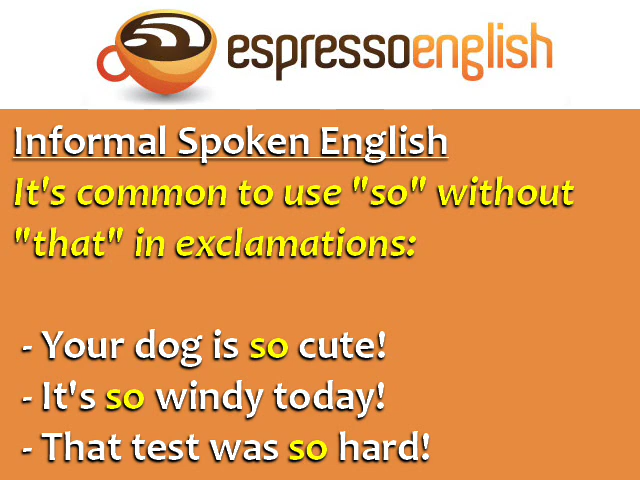 espressoenglish
Informal Spoken English
It's common to use "so" without
"that" in exclamations:
- Your dog is so cute!
- It's so windy today!
- That test was so hard!